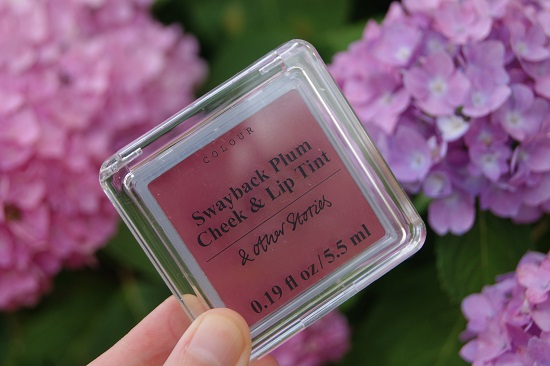 COLOUR
Swayback Plum
Cheek & Lip Tint
& other Stories
0.19 fl oz/5.5 ml